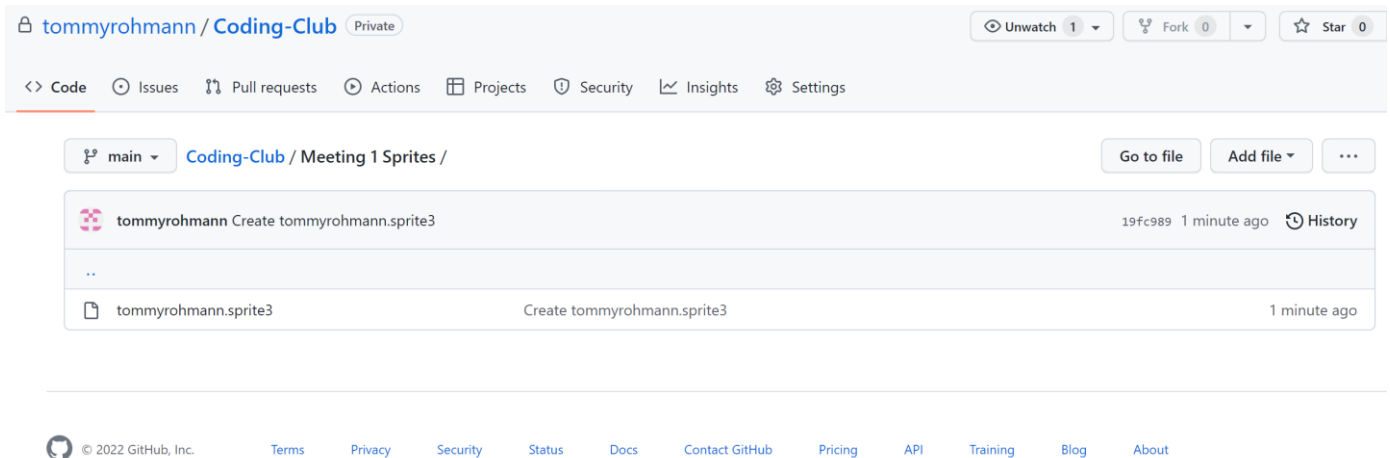 tommyrohmann / Coding-Club Private Unwatch 1 Fork 0 Star 0
<> Code Issues Pull requests Actions Projects Security Insights Settings
main Coding-Club / Meeting 1 Sprites / Go to file Add file ...
tommyrohmann Create tommyrohmann.sprite3 19fc989 1 minute ago History
..
tommyrohmann.sprite3 Create tommyrohmann.sprite3 1 minute ago
© 2022 GitHub, Inc. Terms Privacy Security Status Docs Contact GitHub Pricing API Training Blog About